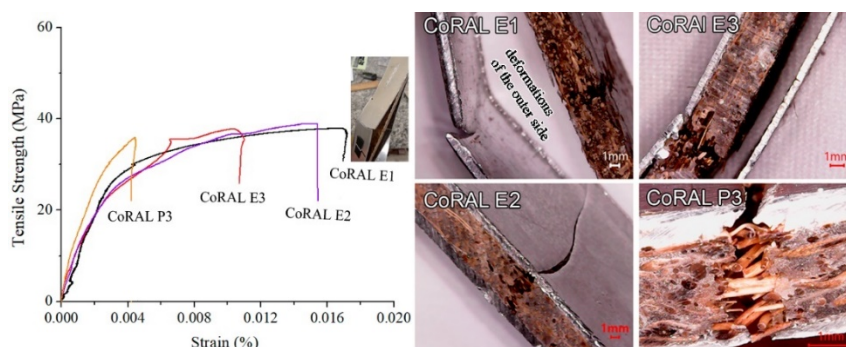 Tensile Strength (MPa)
60
40
20
0
0.000
0.004
0.008
0.012
0.016
0.020
Strain (%)
CoRAL P3
CoRAL E3
CoRAL E2
CoRAL E1
CoRAL E1
deformations
of the outer side
1mm
CoRAl E3
1mm
CoRAL E2
1mm
CoRAL P3
1mm